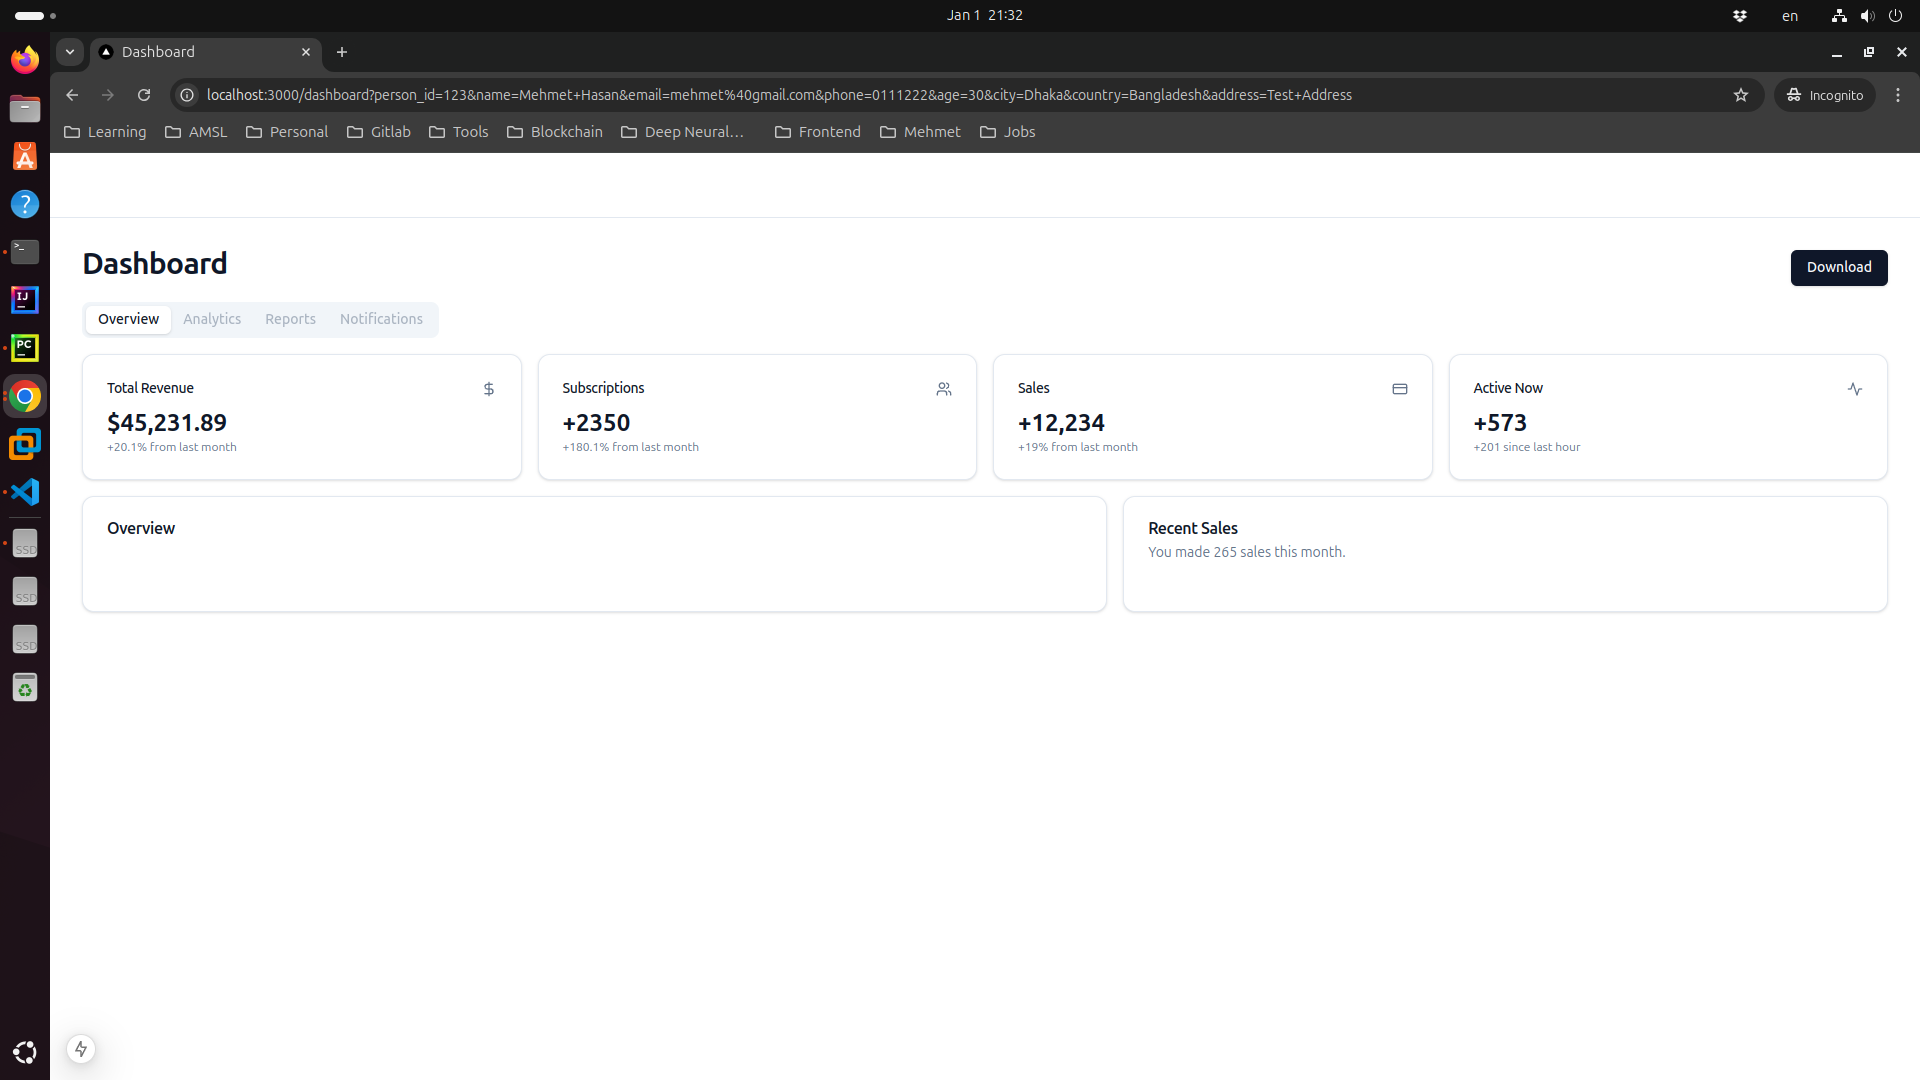 Jan 1 21:32
en
Dashboard
localhost:3000/dashboard?person_id=123&name=Mehmet+Hasan&email=mehmet%40gmail.com&phone=0111222&age=30&city=Dhaka&country=Bangladesh&address=Test+Address
Incognito
Learning AMSL Personal Gitlab Tools Blockchain Deep Neural... Frontend Mehmet Jobs
Dashboard
Download
Overview Analytics Reports Notifications
Total Revenue
$
$45,231.89
+20.1% from last month
Subscriptions
+2350
+180.1% from last month
Sales
+12,234
+19% from last month
Active Now
+573
+201 since last hour
Overview
Recent Sales
You made 265 sales this month.
IJ
PC
SSD
SSD
SSD